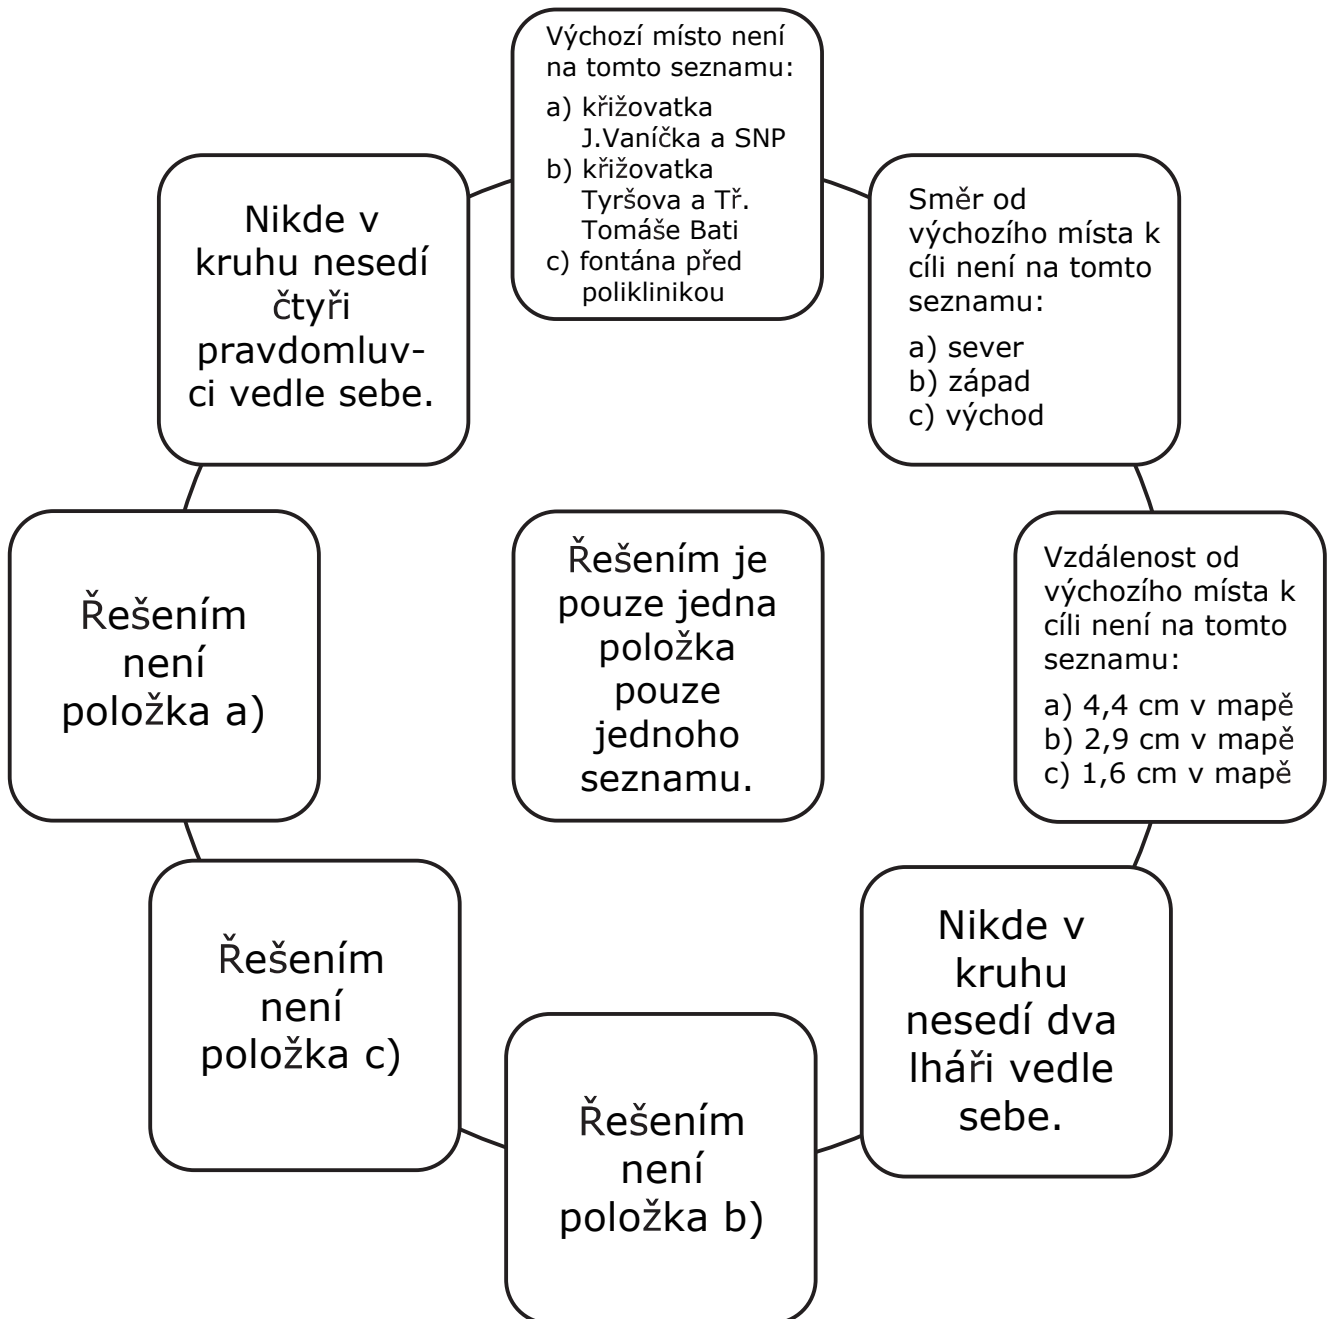 Výchozí místo není
na tomto seznamu:
a) křižovatka
J.Vaníčka a SNP
b) křižovatka
Tyršova a Tř.
Tomáše Bati
c) fontána před
poliklinikou
Směr od
výchozího místa k
cíli není na tomto
seznamu:
a) sever
b) západ
c) východ
Vzdálenost od
výchozího místa k
cíli není na tomto
seznamu:
a) 4,4 cm v mapě
b) 2,9 cm v mapě
c) 1,6 cm v mapě
Nikde v
kruhu
nesedí dva
lháři vedle
sebe.
Řešením
není
položka b)
Řešením
není
položka c)
Řešením
není
položka a)
Nikde v
kruhu nesedí
čtyři
pravdomluv-
ci vedle sebe.
Řešením je
pouze jedna
položka
pouze
jednoho
seznamu.